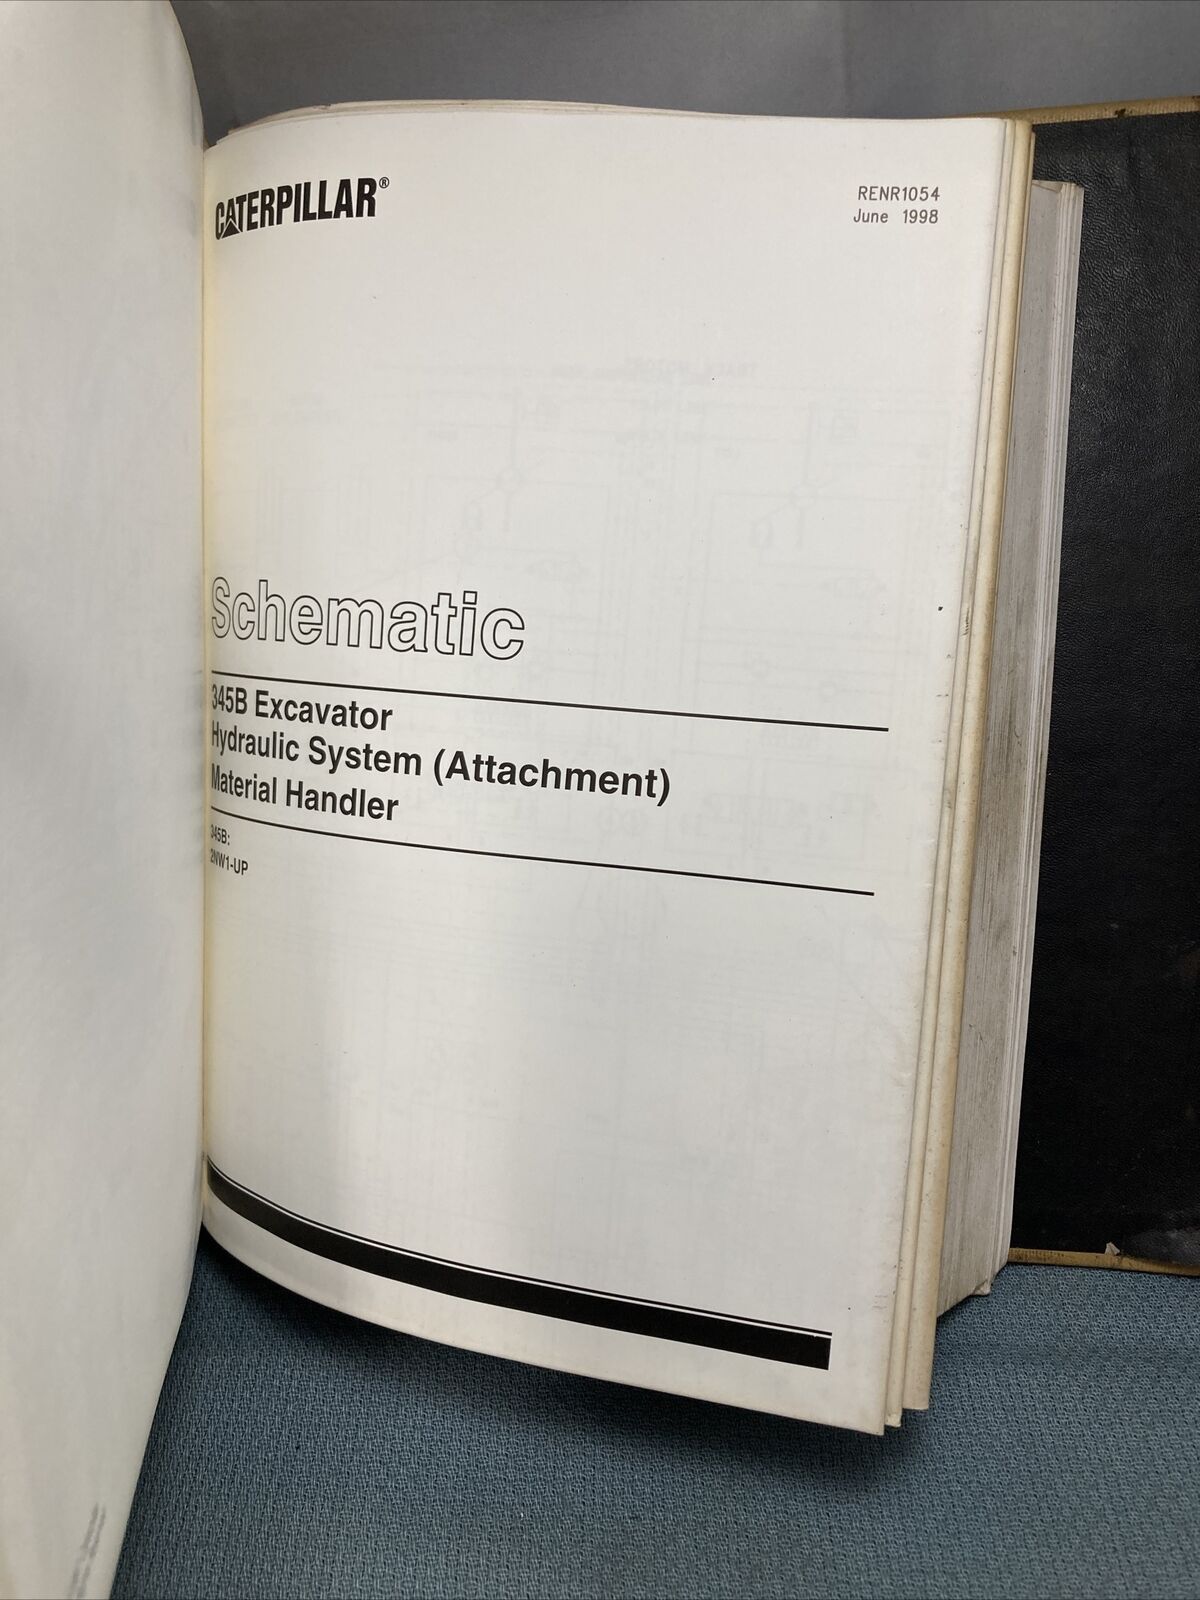 CATERPILLAR®
RENR1054
June 1998
Schematic
345B Excavator
Hydraulic System (Attachment)
Material Handler
345B:
2NW1-UP